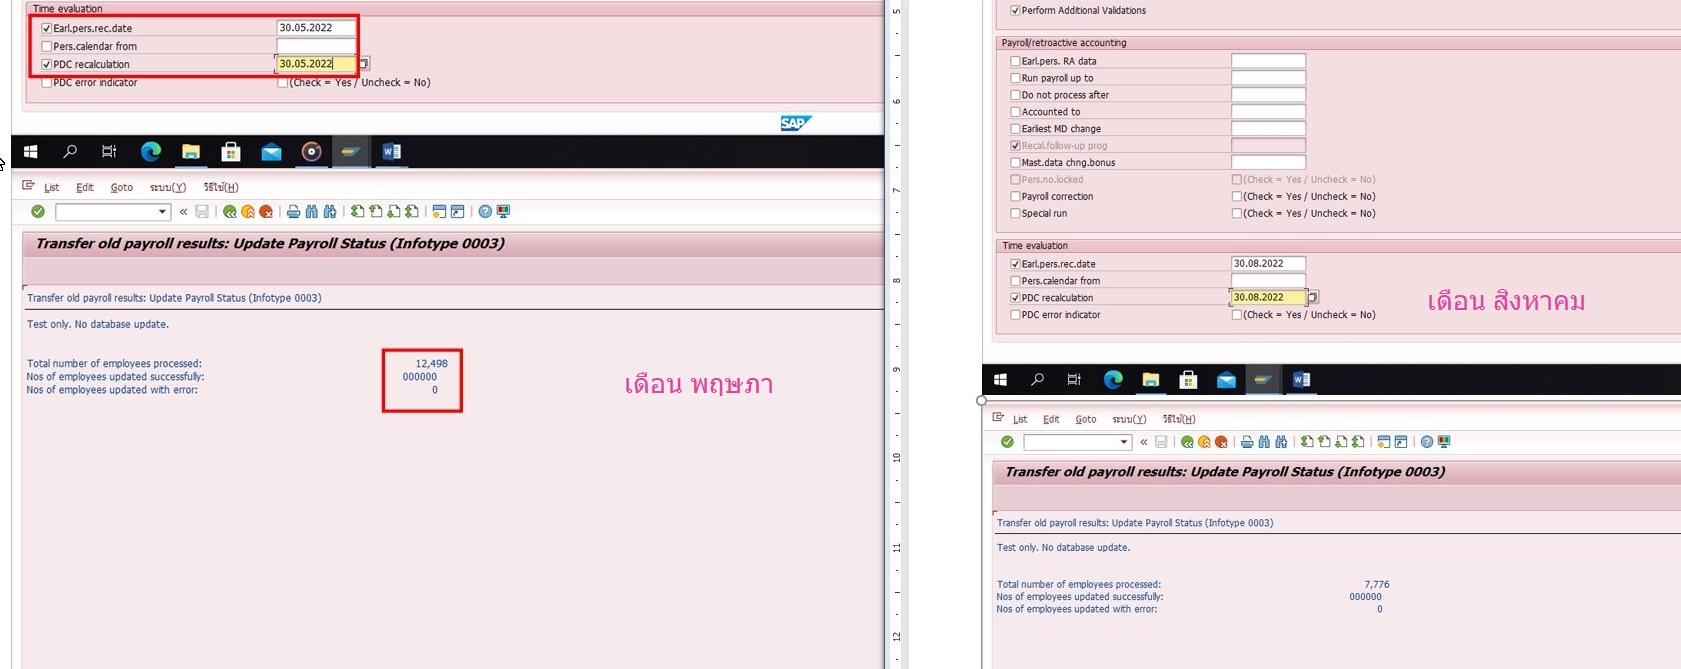 Time evaluation
Earl.pers.rec.date 30.05.2022
Pers.calendar from
PDC recalculation 30.05.2022
PDC error indicator (Check = Yes / Uncheck = No)
SAP
List Edit Goto ระบบ(Y) วิธีใช้(H)
Transfer old payroll results: Update Payroll Status (Infotype 0003)
Transfer old payroll results: Update Payroll Status (Infotype 0003)
Test only. No database update.
Total number of employees processed: 12,498
Nos of employees updated successfully: 000000
Nos of employees updated with error: 0
เดือน พฤษภา
5
6
7
8
9
10
11
12
Perform Additional Validations
Payroll/retroactive accounting
Earl.pers. RA data
Run payroll up to
Do not process after
Accounted to
Earliest MD change
Recal.follow-up prog
Mast.data chng.bonus
Pers.no.locked (Check = Yes / Uncheck = No)
Payroll correction (Check = Yes / Uncheck = No)
Special run (Check = Yes / Uncheck = No)
Time evaluation
Earl.pers.rec.date 30.08.2022
Pers.calendar from
PDC recalculation 30.08.2022
PDC error indicator (Check = Yes / Uncheck = No)
เดือน สิงหาคม
List Edit Goto ระบบ(Y) วิธีใช้(H)
Transfer old payroll results: Update Payroll Status (Infotype 0003)
Transfer old payroll results: Update Payroll Status (Infotype 0003)
Test only. No database update.
Total number of employees processed: 7,776
Nos of employees updated successfully: 000000
Nos of employees updated with error: 0